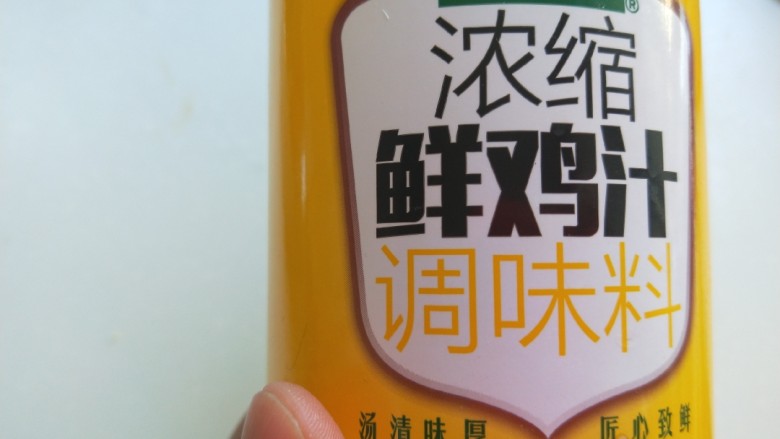 浓缩
鲜鸡汁
调味料
汤清味厚 匠心致鲜